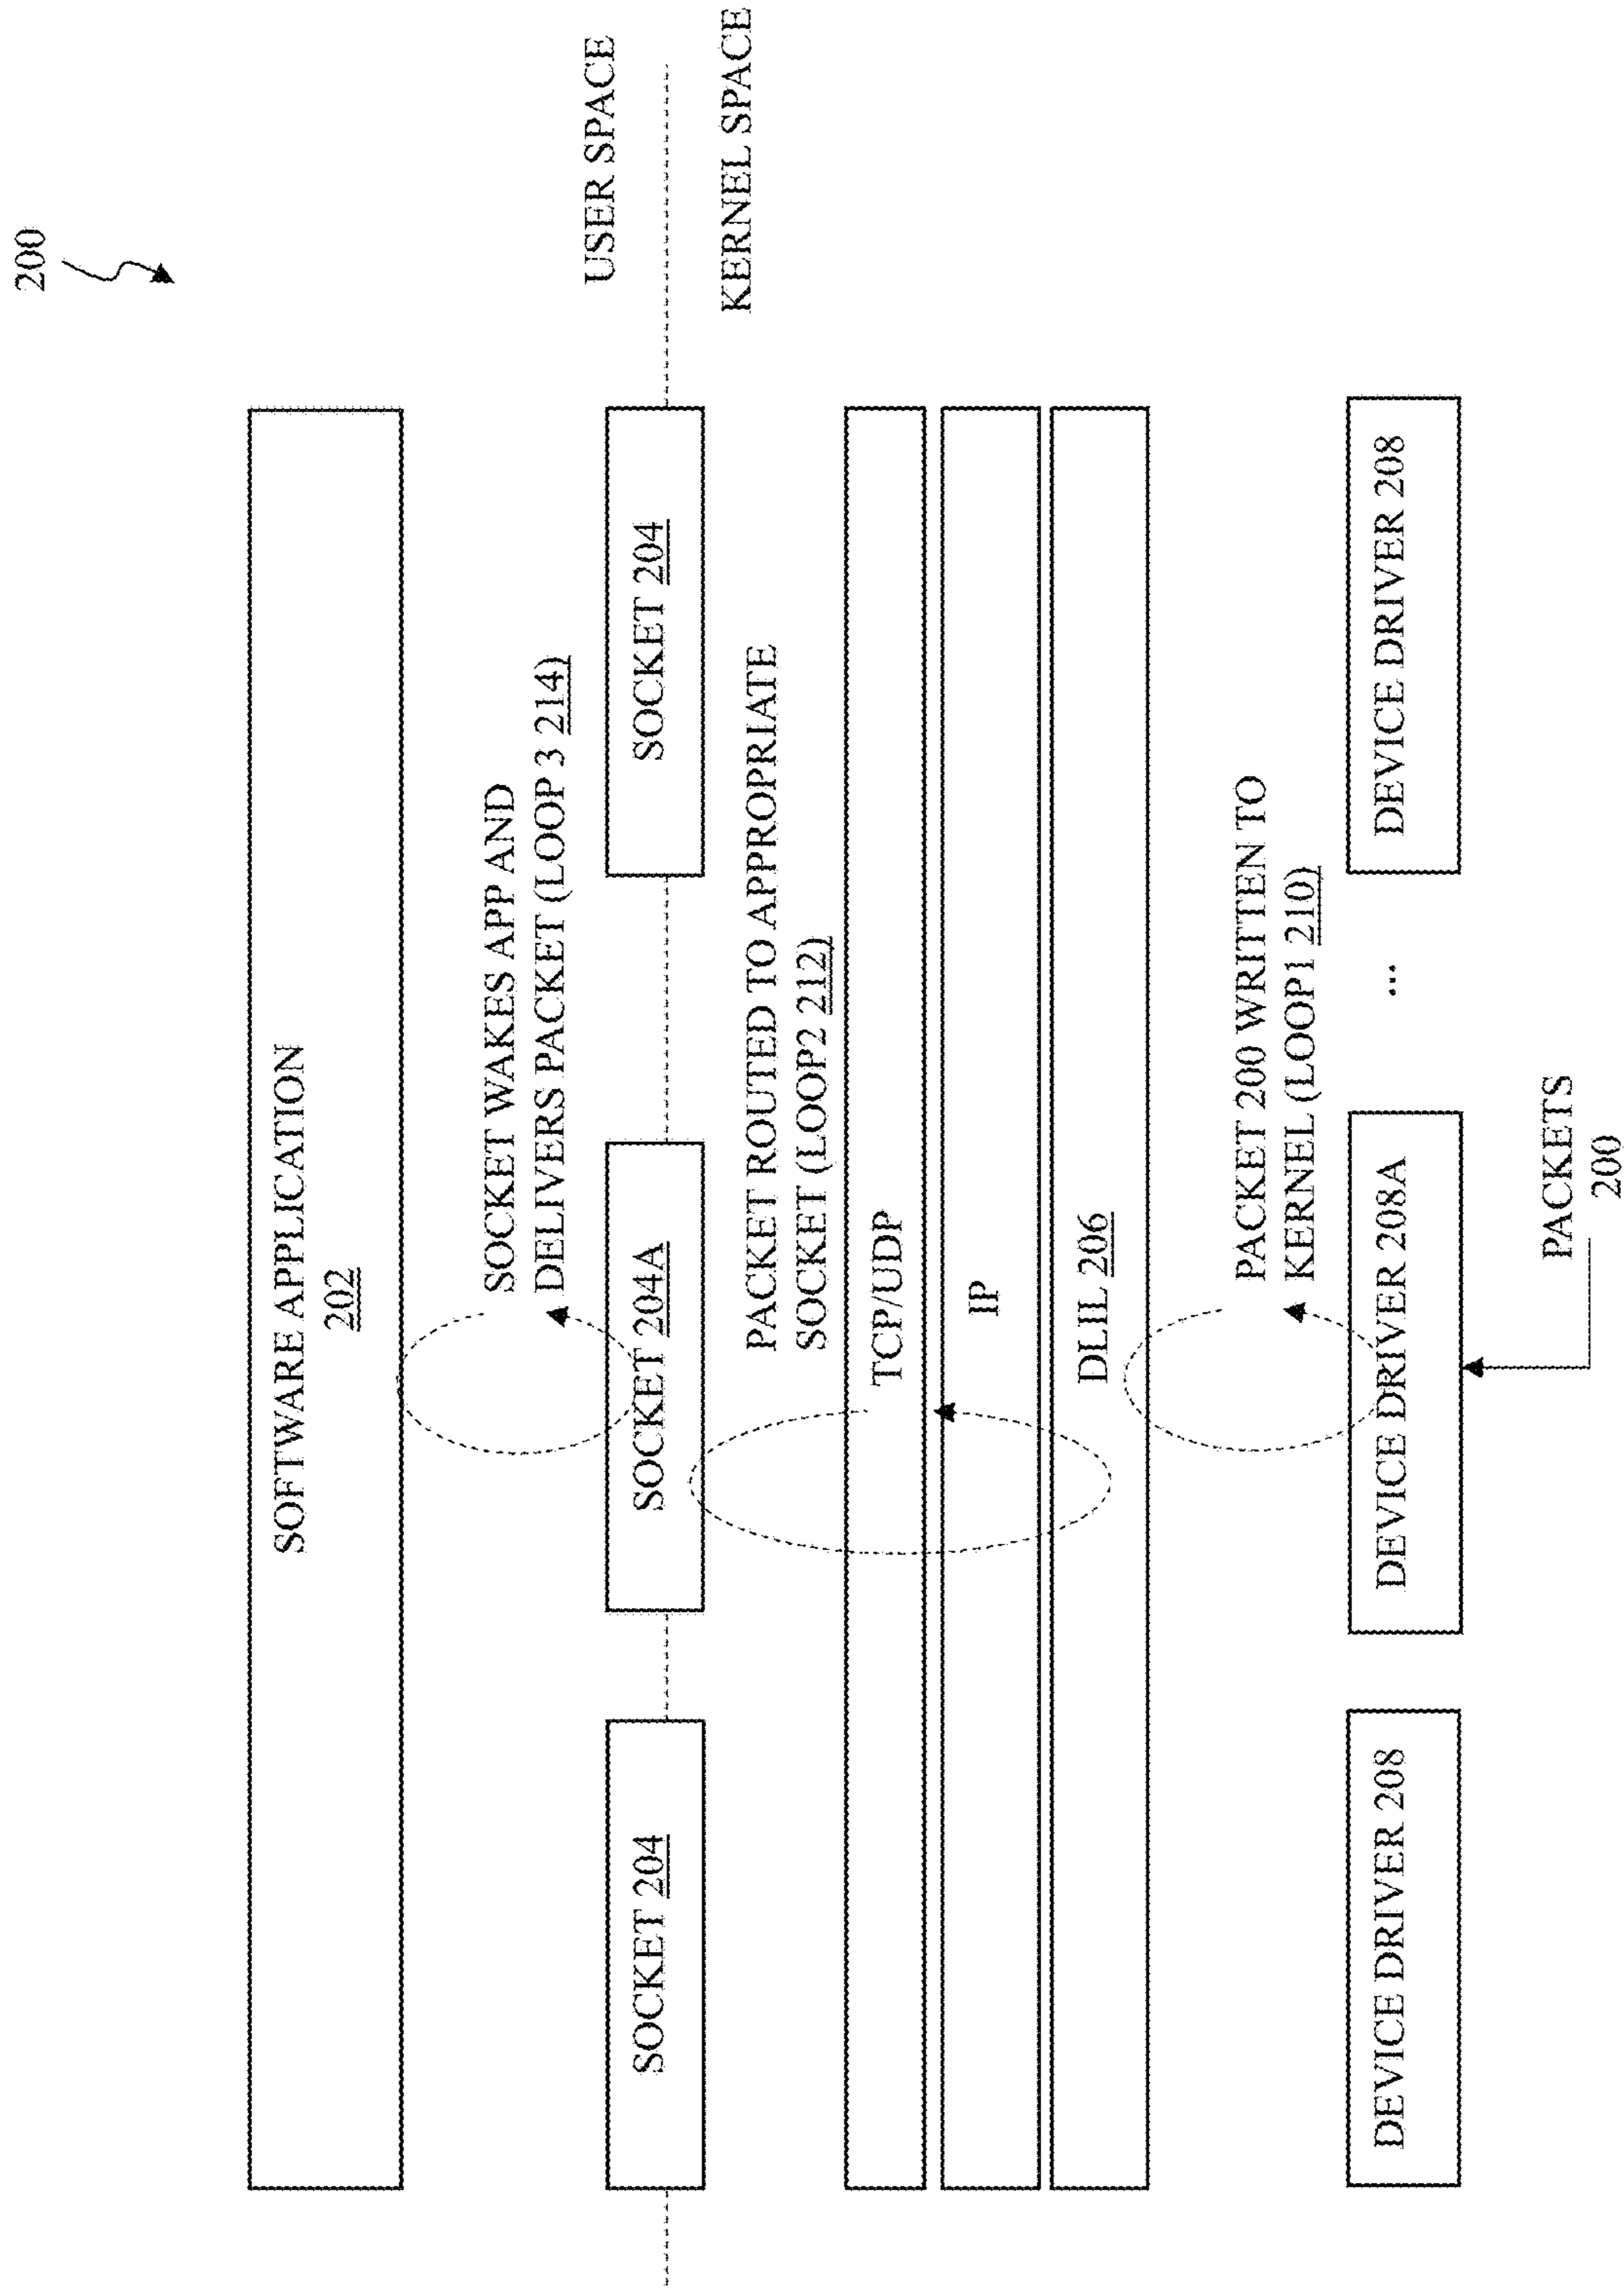 200
SOFTWARE APPLICATION
202
SOCKET WAKES APP AND
DELIVERS PACKET (LOOP 3 214)
USER SPACE
SOCKET 204
SOCKET 204A
SOCKET 204
KERNEL SPACE
PACKET ROUTED TO APPROPRIATE
SOCKET (LOOP2 212)
TCP/UDP
IP
DLIL 206
PACKET 200 WRITTEN TO
KERNEL (LOOP1 210)
DEVICE DRIVER 208
DEVICE DRIVER 208A
...
DEVICE DRIVER 208
PACKETS
200